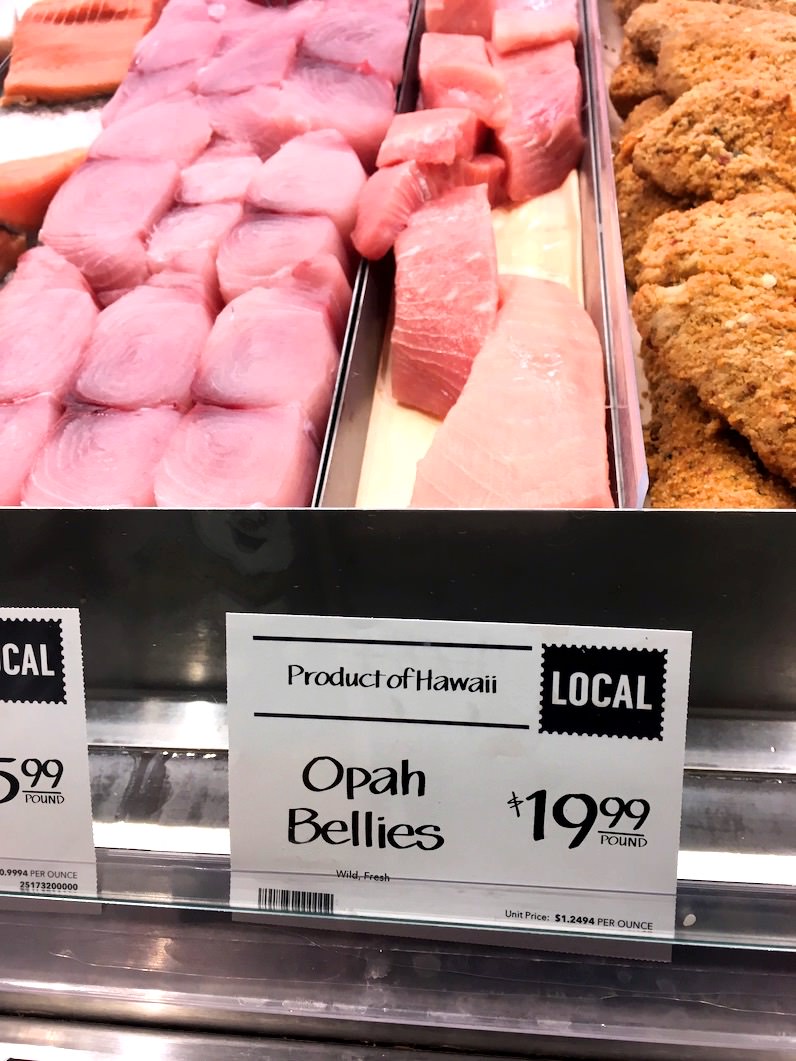 CAL
5.99
POUND
0.9994 PER OUNCE
25173200000
Product of Hawaii
LOCAL
Opah
Bellies
$19.99
POUND
Wild, Fresh
Unit Price: $1.2494 PER OUNCE